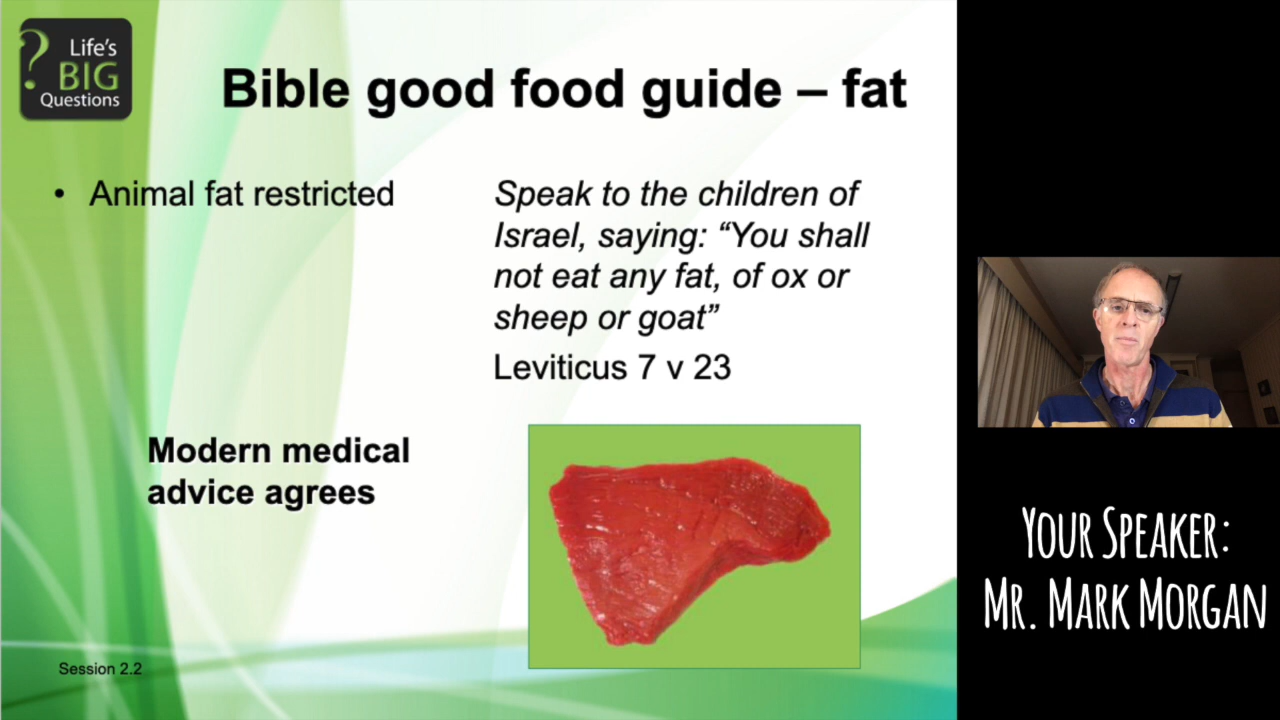 ?
Life's
BIG
Questions
Bible good food guide – fat
• Animal fat restricted
Speak to the children of
Israel, saying: “You shall
not eat any fat, of ox or
sheep or goat”
Leviticus 7 v 23
Modern medical
advice agrees
Session 2.2
Your Speaker:
Mr. Mark Morgan